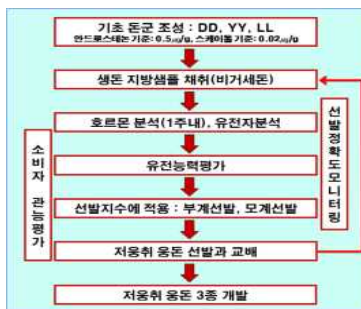 기초 돈군 조성 : DD, YY, LL
안드로스테논 기준: 0.5㎍/g, 스케이톨 기준: 0.02㎍/g
생돈 지방샘플 채취(비거세돈)
호르몬 분석(1주내), 유전자분석
유전능력평가
선발지수에 적용 : 부계선발, 모계선발
저웅취 웅돈 선발과 교배
저웅취 웅돈 3종 개발
소비자 관능평가
선발정확도모니터링